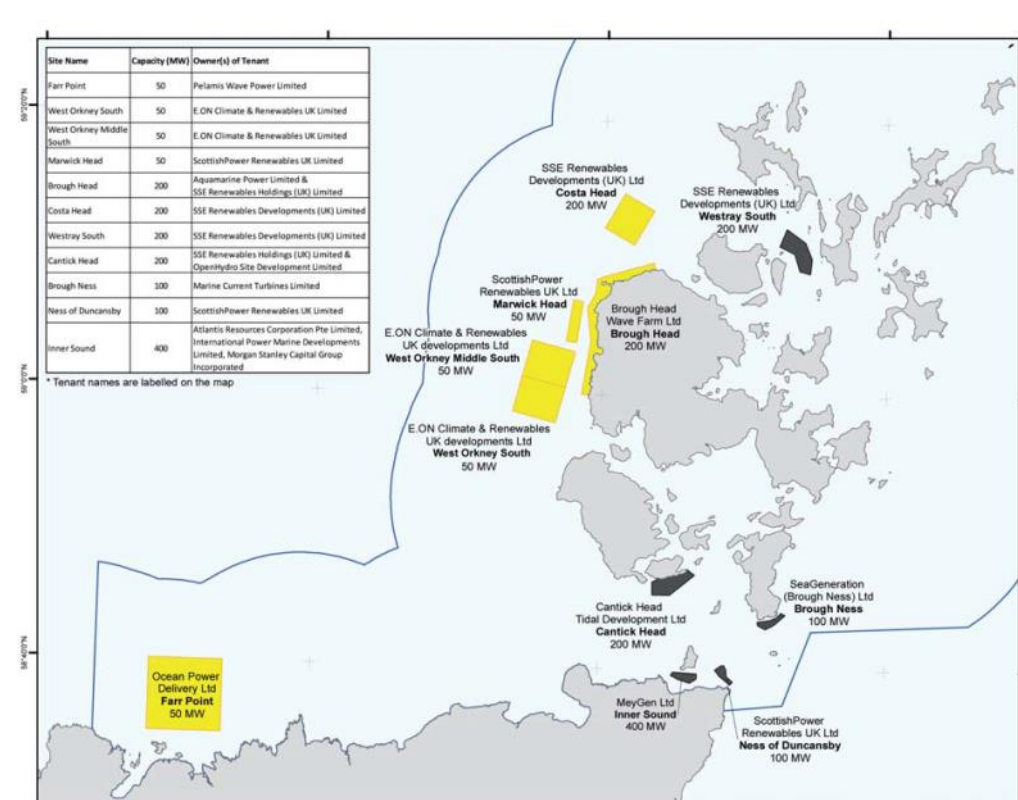 Site Name Capacity (MW) Owner(s) of Tenant
Farr Point 50 Pelamis Wave Power Limited
West Orkney South 50 E.ON Climate & Renewables UK Limited
West Orkney Middle
South 50 E.ON Climate & Renewables UK Limited
Marwick Head 50 ScottishPower Renewables UK Limited
Brough Head 200 Aquamarine Power Limited &
SSE Renewables Holdings (UK) Limited
Costa Head 200 SSE Renewables Developments (UK) Limited
Westray South 200 SSE Renewables Developments (UK) Limited
Cantick Head 200 SSE Renewables Holdings (UK) Limited &
OpenHydro Site Development Limited
Brough Ness 100 Marine Current Turbines Limited
Ness of Duncansby 100 ScottishPower Renewables UK Limited
Inner Sound 400 Atlantis Resources Corporation Pte Limited,
International Power Marine Developments
Limited, Morgan Stanley Capital Group
Incorporated
* Tenant names are labelled on the map
59°20'0"N
59°0'0"N
58°40'0"N
SSE Renewables
Developments (UK) Ltd
Costa Head
200 MW
SSE Renewables
Developments (UK) Ltd
Westray South
200 MW
ScottishPower
Renewables UK Ltd
Marwick Head
50 MW
Brough Head
Wave Farm Ltd
Brough Head
200 MW
E.ON Climate & Renewables
UK developments Ltd
West Orkney Middle South
50 MW
E.ON Climate & Renewables
UK developments Ltd
West Orkney South
50 MW
SeaGeneration
(Brough Ness) Ltd
Brough Ness
100 MW
Cantick Head
Tidal Development Ltd
Cantick Head
200 MW
Ocean Power
Delivery Ltd
Farr Point
50 MW
MeyGen Ltd
Inner Sound
400 MW
ScottishPower
Renewables UK Ltd
Ness of Duncansby
100 MW